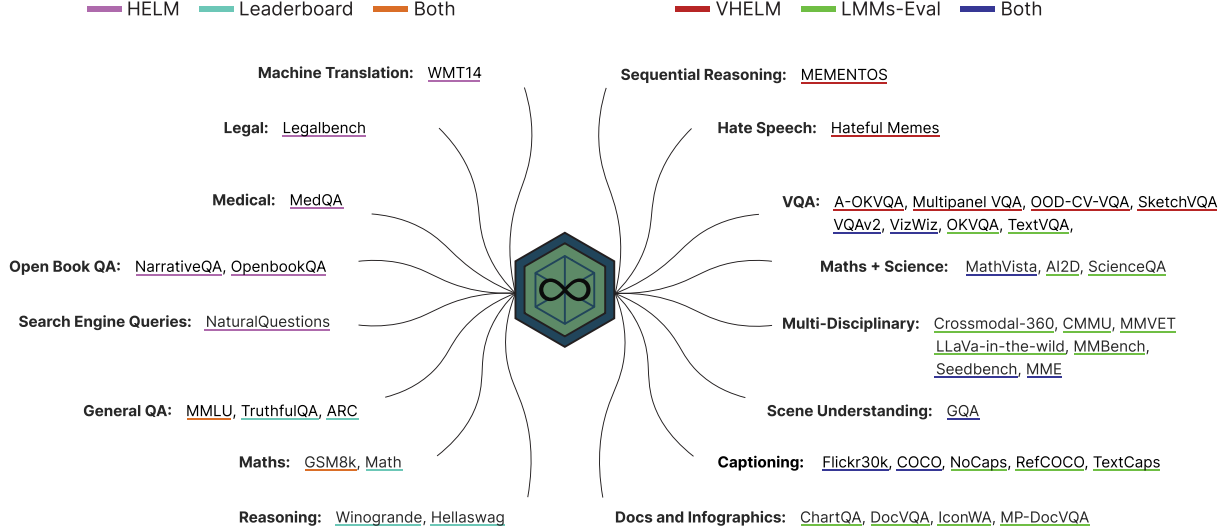 HELM Leaderboard Both
VHELM LMMs-Eval Both
Machine Translation: WMT14
Legal: Legalbench
Medical: MedQA
Open Book QA: NarrativeQA, OpenbookQA
Search Engine Queries: NaturalQuestions
General QA: MMLU, TruthfulQA, ARC
Maths: GSM8k, Math
Reasoning: Winogrande, Hellaswag
Sequential Reasoning: MEMENTOS
Hate Speech: Hateful Memes
VQA: A-OKVQA, Multipanel VQA, OOD-CV-VQA, SketchVQA
VQAv2, VizWiz, OKVQA, TextVQA,
Maths + Science: MathVista, AI2D, ScienceQA
Multi-Disciplinary: Crossmodal-360, CMMU, MMVET
LLaVa-in-the-wild, MMBench,
Seedbench, MME
Scene Understanding: GQA
Captioning: Flickr30k, COCO, NoCaps, RefCOCO, TextCaps
Docs and Infographics: ChartQA, DocVQA, IconWA, MP-DocVQA